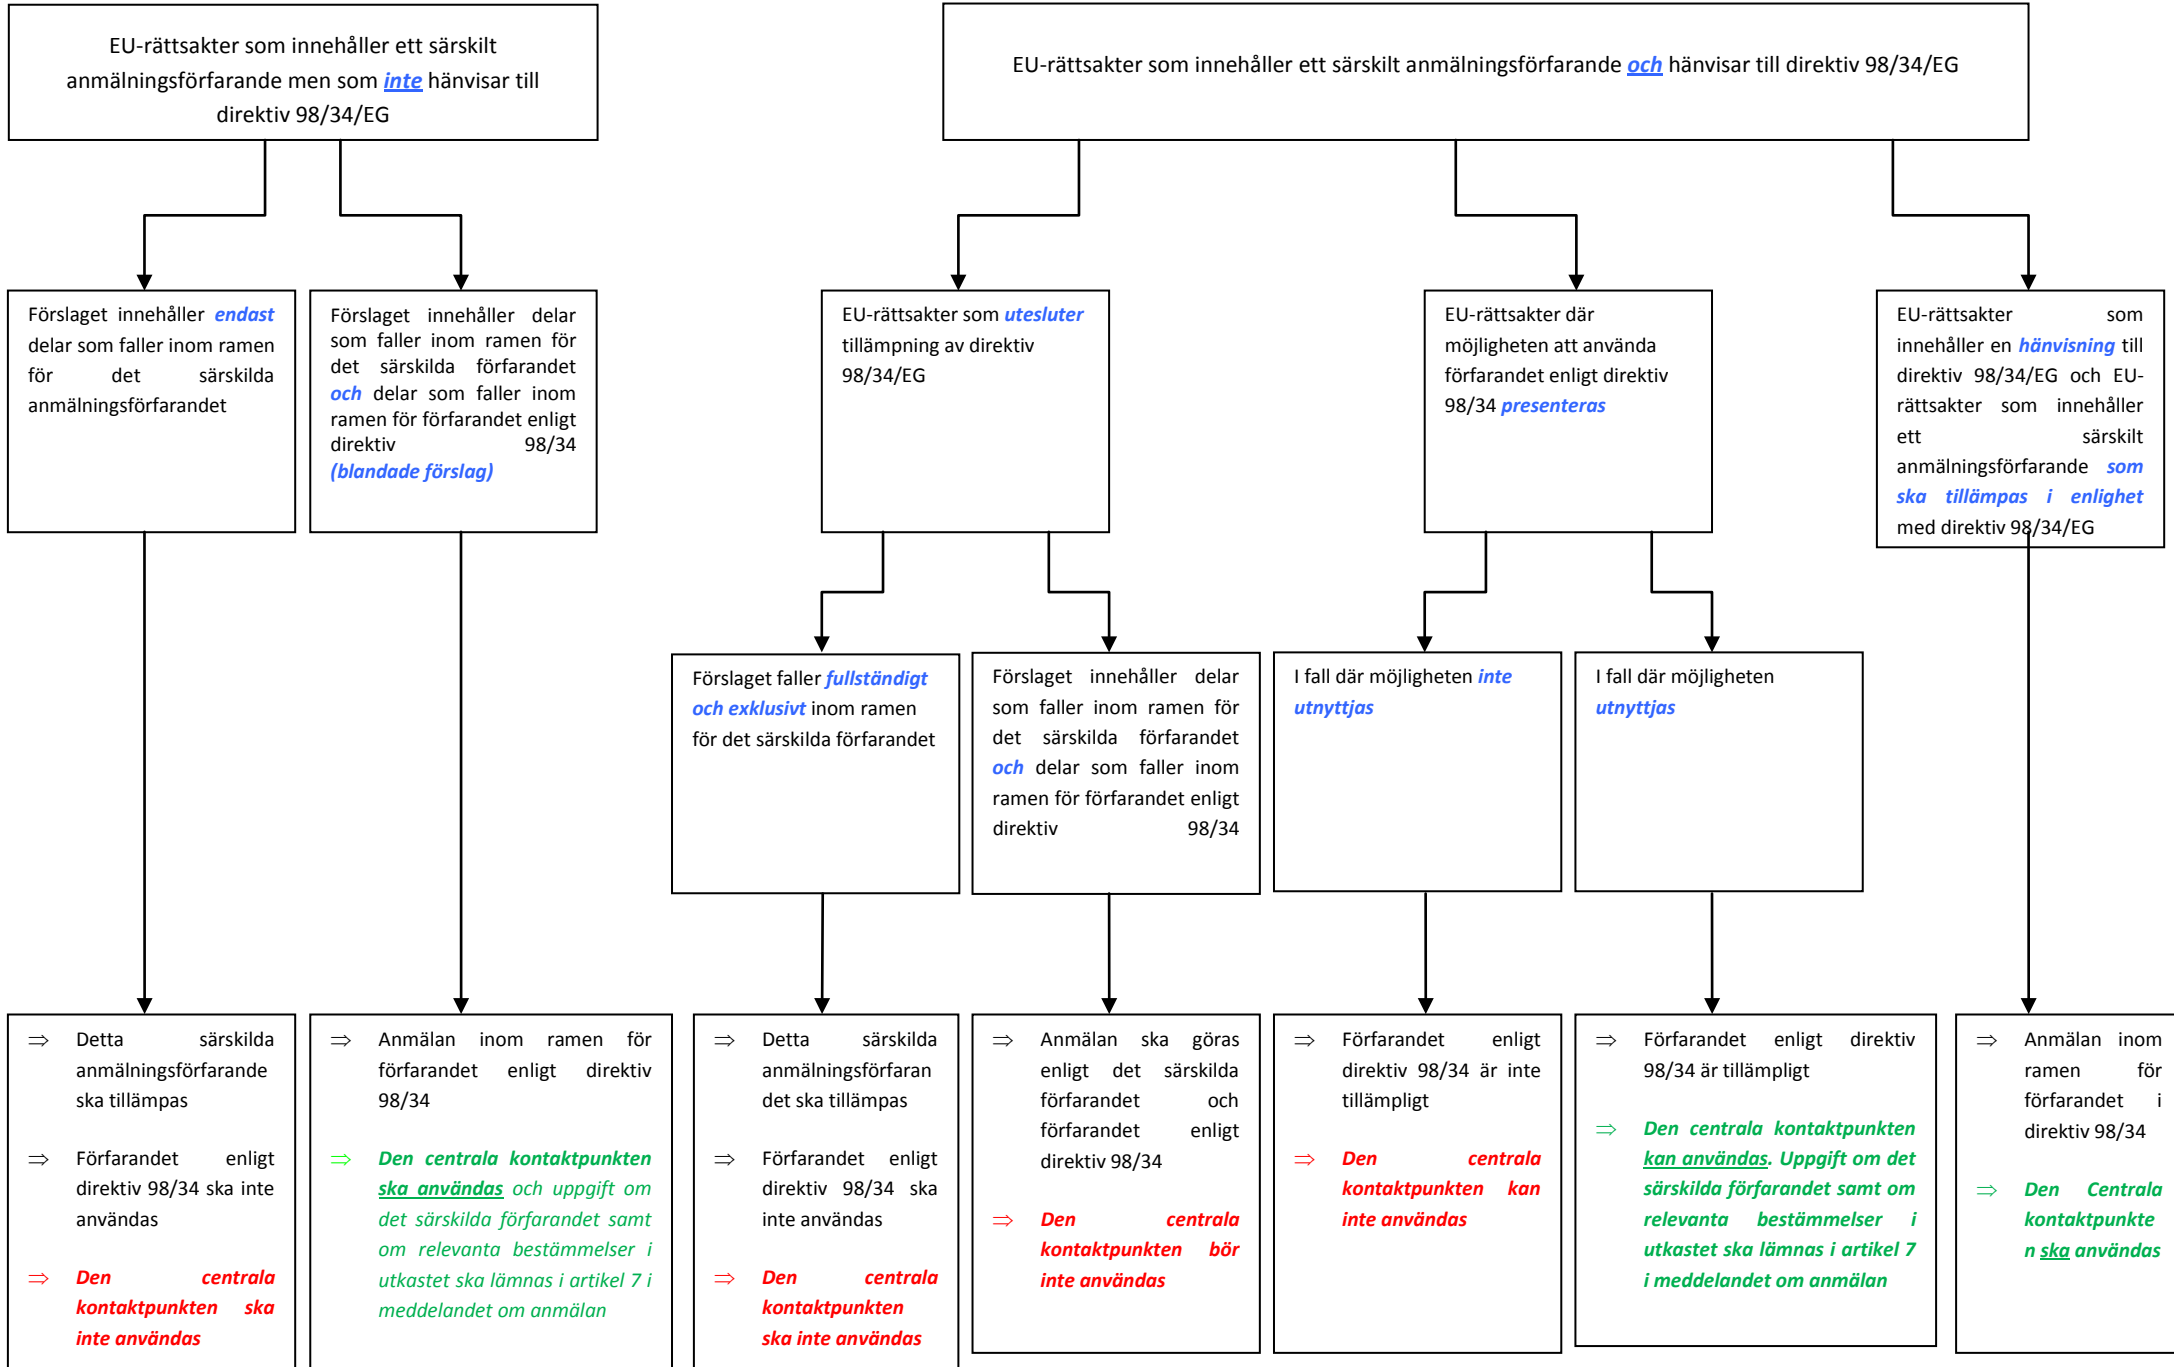 EU-rättsakter som innehåller ett särskilt
anmälningsförfarande men som inte hänvisar till
direktiv 98/34/EG
EU-rättsakter som innehåller ett särskilt anmälningsförfarande och hänvisar till direktiv 98/34/EG
Förslaget innehåller endast
delar som faller inom ramen
för det särskilda
anmälningsförfarandet
Förslaget innehåller delar
som faller inom ramen för
det särskilda förfarandet
och delar som faller inom
ramen för förfarandet enligt
direktiv 98/34
(blandade förslag)
EU-rättsakter som utesluter
tillämpning av direktiv
98/34/EG
EU-rättsakter där
möjligheten att använda
förfarandet enligt direktiv
98/34 presenteras
EU-rättsakter som
innehåller en hänvisning till
direktiv 98/34/EG och EU-
rättsakter som innehåller
ett särskilt
anmälningsförfarande som
ska tillämpas i enlighet
med direktiv 98/34/EG
Förslaget faller fullständigt
och exklusivt inom ramen
för det särskilda förfarandet
Förslaget innehåller delar
som faller inom ramen för
det särskilda förfarandet
och delar som faller inom
ramen för förfarandet enligt
direktiv 98/34
I fall där möjligheten inte
utnyttjas
I fall där möjligheten
utnyttjas
⇒ Detta särskilda
anmälningsförfarande
ska tillämpas
⇒ Förfarandet enligt
direktiv 98/34 ska inte
användas
⇒ Den centrala
kontaktpunkten ska
inte användas
⇒ Anmälan inom ramen för
förfarandet enligt direktiv
98/34
⇒ Den centrala kontaktpunkten
ska användas och uppgift om
det särskilda förfarandet samt
om relevanta bestämmelser i
utkastet ska lämnas i artikel 7 i
meddelandet om anmälan
⇒ Detta särskilda
anmälningsförfaran
det ska tillämpas
⇒ Förfarandet enligt
direktiv 98/34 ska
inte användas
⇒ Den centrala
kontaktpunkten
ska inte användas
⇒ Anmälan ska göras
enligt det särskilda
förfarandet och
förfarandet enligt
direktiv 98/34
⇒ Den centrala
kontaktpunkten bör
inte användas
⇒ Förfarandet enligt
direktiv 98/34 är inte
tillämpligt
⇒ Den centrala
kontaktpunkten kan
inte användas
⇒ Förfarandet enligt direktiv
98/34 är tillämpligt
⇒ Den centrala kontaktpunkten
kan användas. Uppgift om det
särskilda förfarandet samt om
relevanta bestämmelser i
utkastet ska lämnas i artikel 7
i meddelandet om anmälan
⇒ Anmälan inom
ramen för
förfarandet i
direktiv 98/34
⇒ Den Centrala
kontaktpunkte
n ska användas